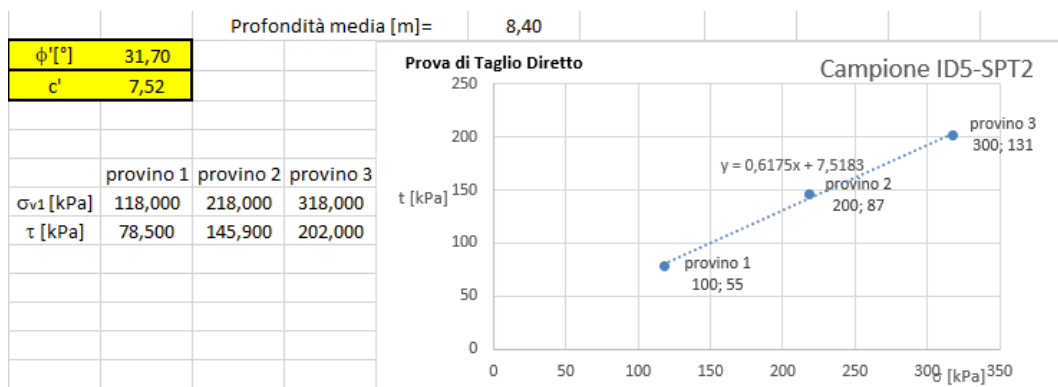 Profondità media [m]= 8,40
ϕ'[°] 31,70
c' 7,52
provino 1 provino 2 provino 3
σv1 [kPa] 118,000 218,000 318,000
τ [kPa] 78,500 145,900 202,000
Prova di Taglio Diretto
Campione ID5-SPT2
250
200
150
100
50
0
t [kPa]
y = 0,6175x + 7,5183
provino 3
300; 131
provino 2
200; 87
provino 1
100; 55
0 50 100 150 200 250 300 350
σ [kPa]